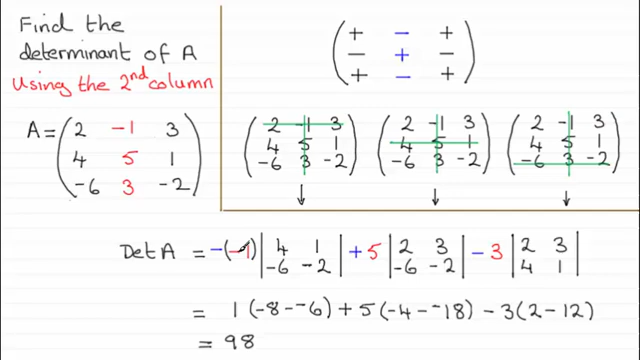 Find the
determinant of A
Using the 2nd column
A = ( 2 -1 3
4 5 1
-6 3 -2 )
( + - +
- + -
+ - + )
( 2 -1 3
4 5 1
-6 3 -2 )
( 2 -1 3
4 5 1
-6 3 -2 )
( 2 -1 3
4 5 1
-6 3 -2 )
↓ ↓ ↓
Det A = -(-1) | 4 1 | + 5 | 2 3 | - 3 | 2 3 |
| -6 -2 | | -6 -2 | | 4 1 |
= 1 (-8 - -6) + 5 (-4 - -18) - 3 (2 - 12)
= 98